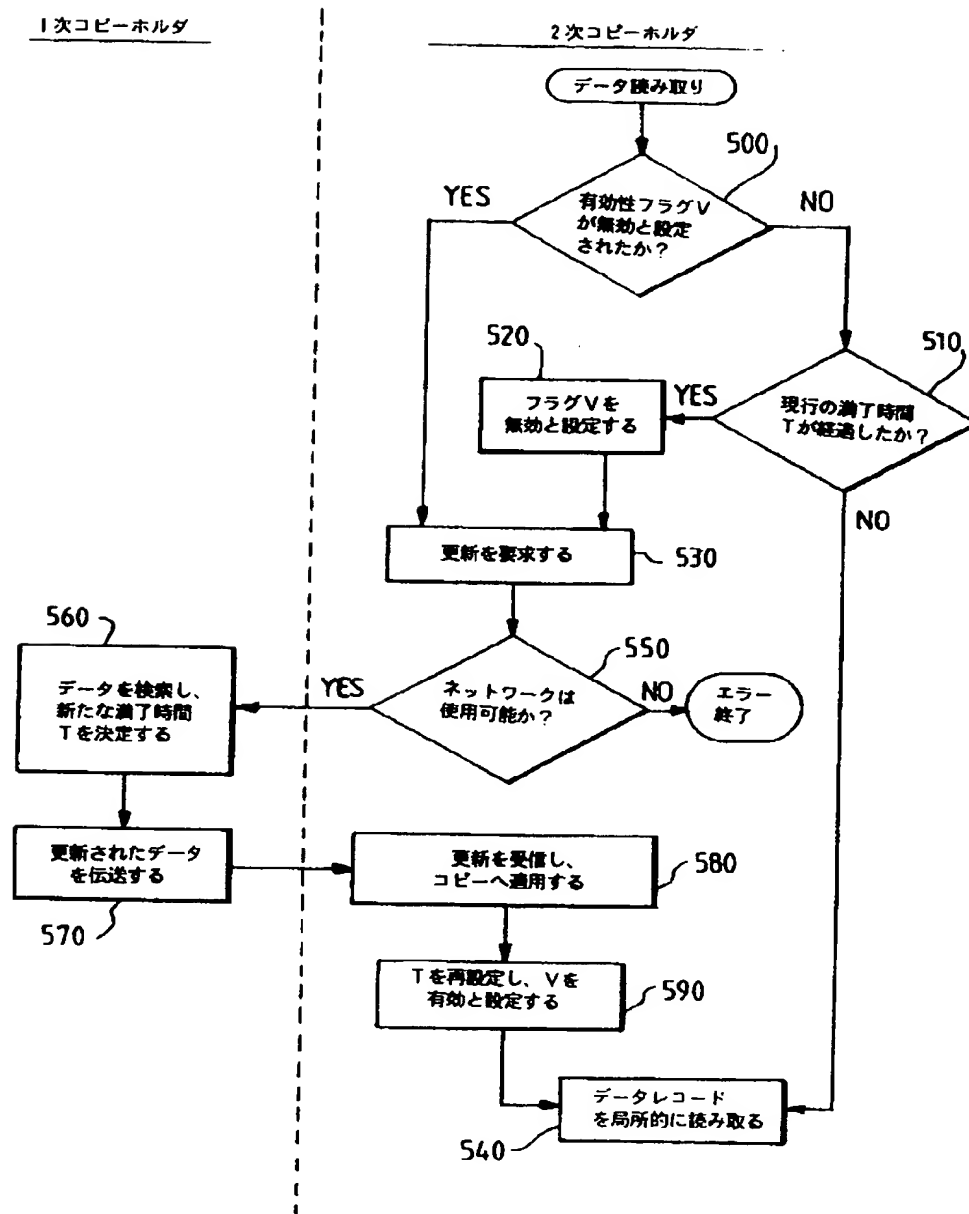 1次コピーホルダ
2次コピーホルダ
データ読み取り
500
YES
有効性フラグV
が無効と設定
されたか？
NO
520
510
フラグVを
無効と設定する
YES
現行の満了時間
Tが経過したか？
NO
更新を要求する
530
560
550
データを検索し、
新たな満了時間
Tを決定する
YES
ネットワークは
使用可能か？
NO
エラー
終了
更新されたデータ
を伝送する
570
更新を受信し、
コピーへ適用する
580
Tを再設定し、Vを
有効と設定する
590
データレコード
を局所的に読み取る
540